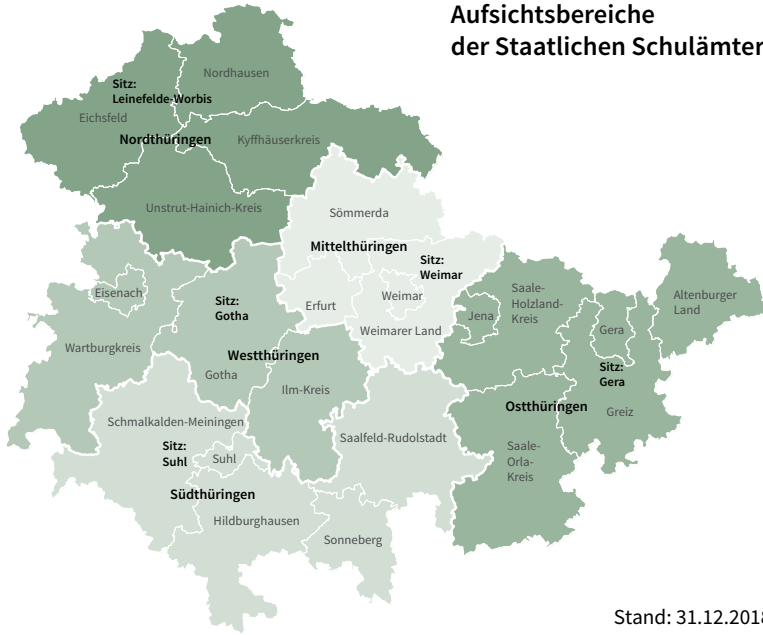 Aufsichtsbereiche
der Staatlichen Schulämter
Nordhausen
Sitz:
Leinefelde-Worbis
Eichsfeld
Nordthüringen
Kyffhäuserkreis
Unstrut-Hainich-Kreis
Sömmerda
Mittelthüringen
Sitz:
Weimar
Erfurt
Weimar
Weimarer Land
Eisenach
Sitz:
Gotha
Wartburgkreis
Westthüringen
Gotha
Ilm-Kreis
Saale-
Holzland-
Kreis
Jena
Altenburger
Land
Gera
Sitz:
Gera
Ostthüringen
Greiz
Saale-
Orla-
Kreis
Schmalkalden-Meiningen
Sitz:
Suhl
Suhl
Saalfeld-Rudolstadt
Südthüringen
Hildburghausen
Sonneberg
Stand: 31.12.2018